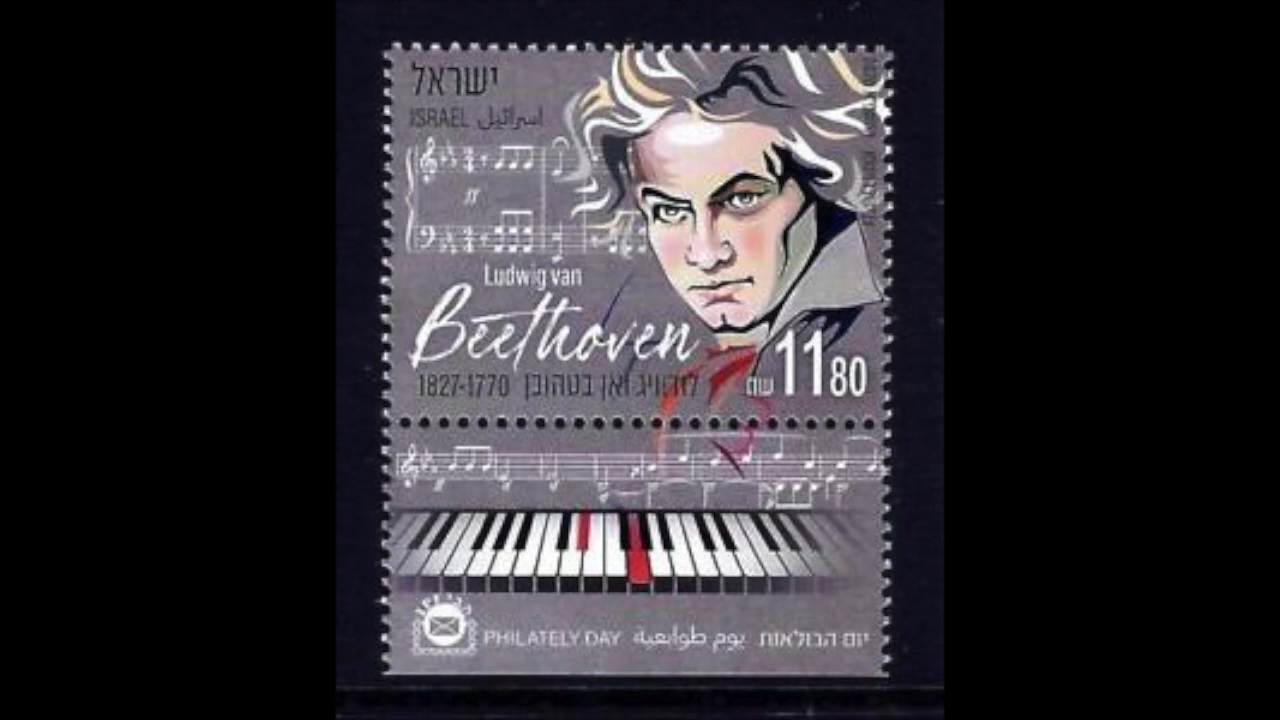 ישראל
ISRAEL اسرائيل
Ludwig van
Beethoven
לודוויג ואן בטהובן 1827-1770
שח 11 80
PHILATELY DAY يوم طوابعية יום הבולאות